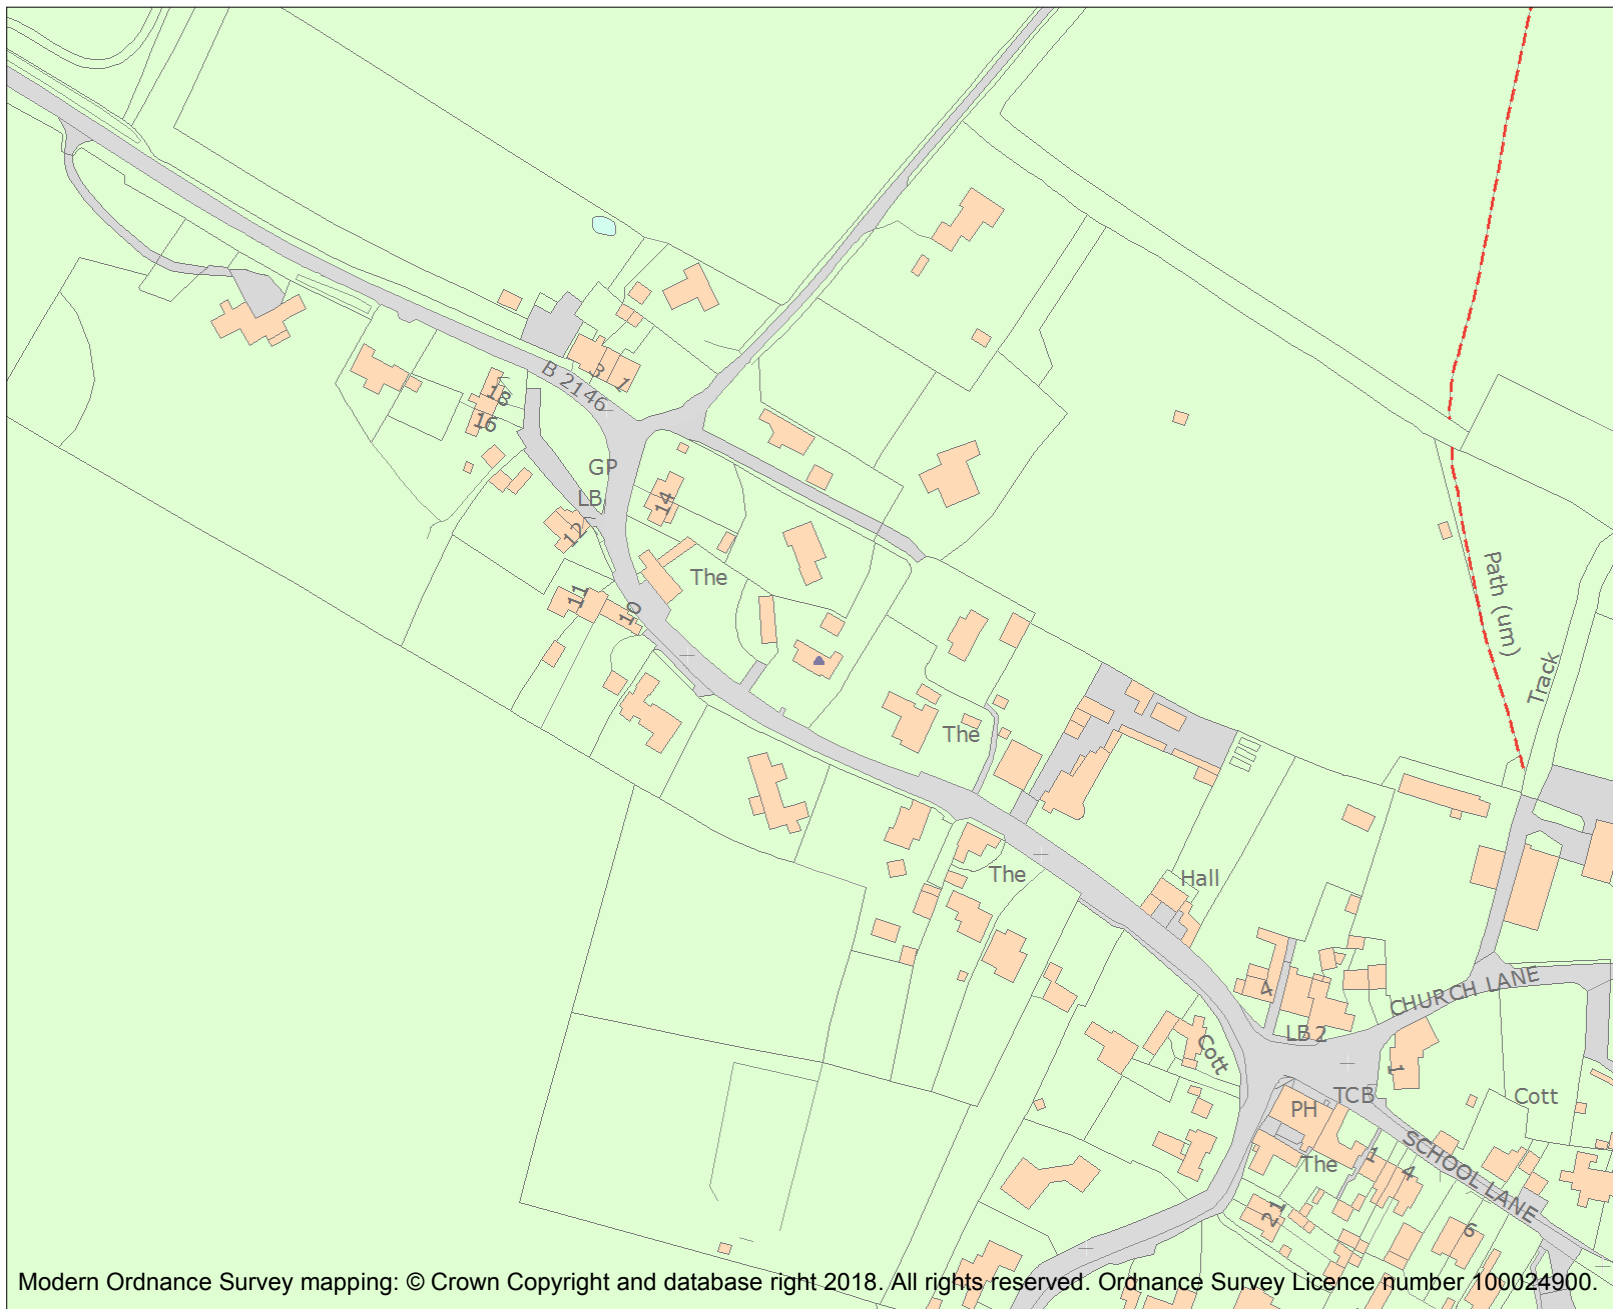 B 2146
3
1
18
16
GP
LB
14
12
The
11
10
Path (um)
Track
The
The
Hall
4
CHURCH LANE
LB 2
Cott
1
TCB
PH
Cott
The
1
4
SCHOOL LANE
21
6
Modern Ordnance Survey mapping: © Crown Copyright and database right 2018. All rights reserved. Ordnance Survey Licence number 100024900.